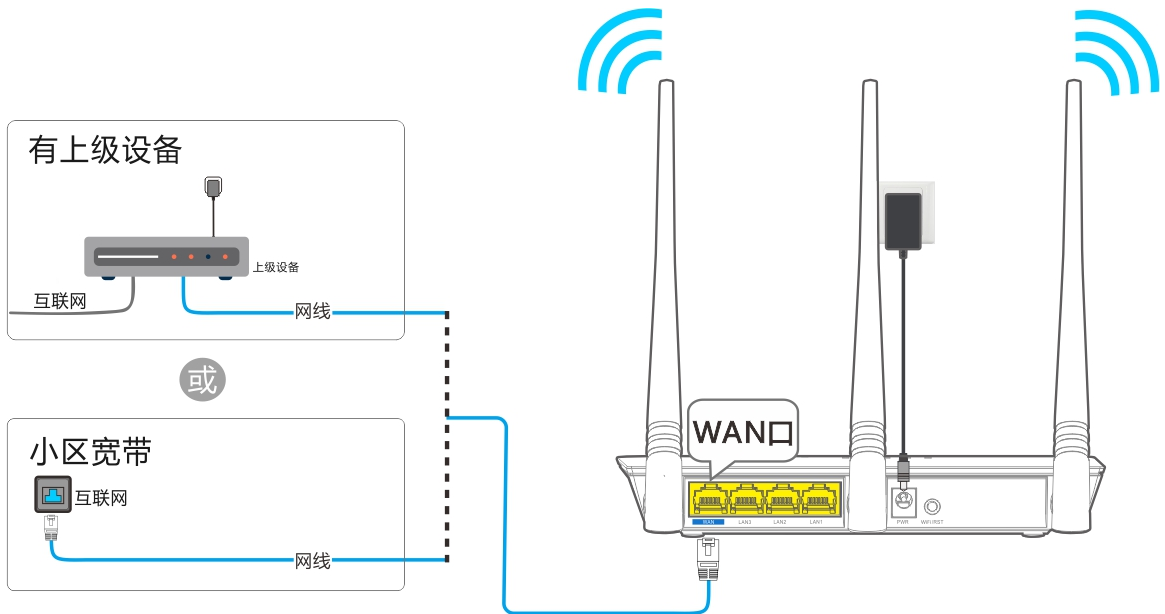 有上级设备
上级设备
互联网
网线
或
小区宽带
互联网
网线
WAN口
WAN LAN3 LAN2 LAN1 PWR WiFi/RST